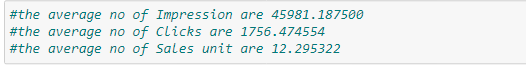 #the average no of Impression are 45981.187500
#the average no of Clicks are 1756.474554
#the average no of Sales unit are 12.295322